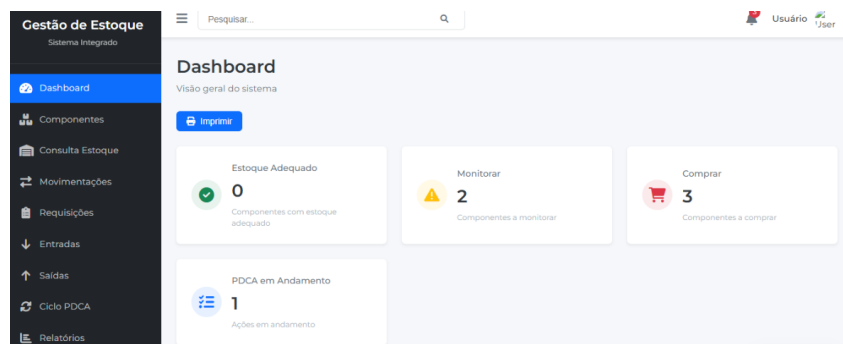 Gestão de Estoque
Sistema Integrado
Dashboard
Componentes
Consulta Estoque
Movimentações
Requisições
Entradas
Saídas
Ciclo PDCA
Relatórios
Pesquisar...
Usuário
User
Dashboard
Visão geral do sistema
Imprimir
Estoque Adequado
0
Componentes com estoque
adequado
Monitorar
2
Componentes a monitorar
Comprar
3
Componentes a comprar
PDCA em Andamento
1
Ações em andamento